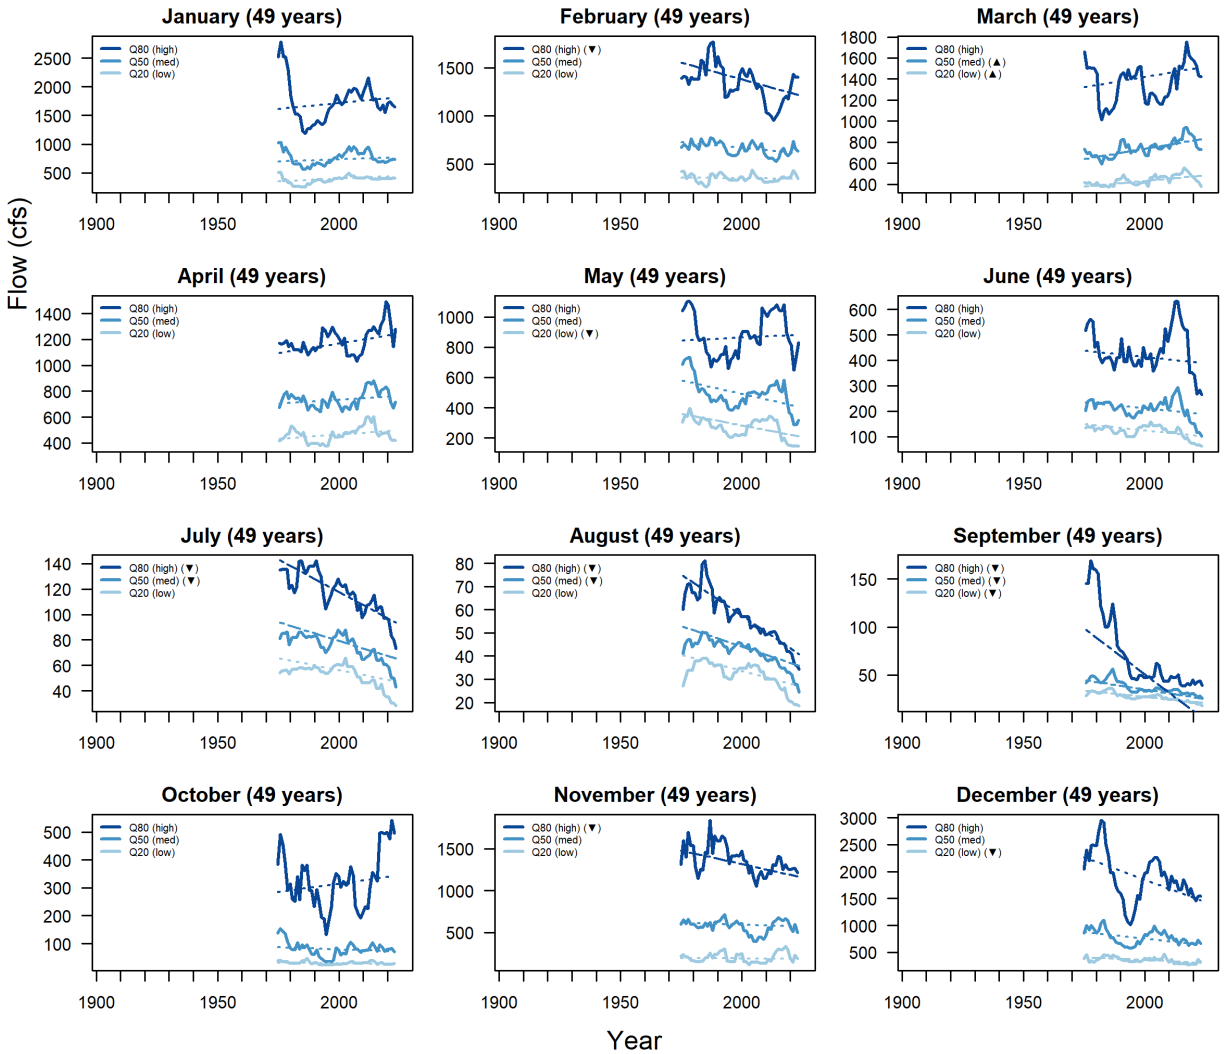 January (49 years)
Q80 (high)
Q50 (med)
Q20 (low)
2500
2000
1500
1000
500
1900
1950
2000
February (49 years)
Q80 (high) (▼)
Q50 (med)
Q20 (low)
1500
1000
500
1900
1950
2000
March (49 years)
Q80 (high)
Q50 (med) (▲)
Q20 (low) (▲)
1800
1600
1400
1200
1000
800
600
400
1900
1950
2000
Flow (cfs)
April (49 years)
Q80 (high)
Q50 (med)
Q20 (low)
1400
1200
1000
800
600
400
1900
1950
2000
May (49 years)
Q80 (high)
Q50 (med)
Q20 (low) (▼)
1000
800
600
400
200
1900
1950
2000
June (49 years)
Q80 (high)
Q50 (med)
Q20 (low)
600
500
400
300
200
100
1900
1950
2000
July (49 years)
Q80 (high) (▼)
Q50 (med) (▼)
Q20 (low)
140
120
100
80
60
40
1900
1950
2000
August (49 years)
Q80 (high) (▼)
Q50 (med) (▼)
Q20 (low)
80
70
60
50
40
30
20
1900
1950
2000
September (49 years)
Q80 (high) (▼)
Q50 (med) (▼)
Q20 (low) (▼)
150
100
50
1900
1950
2000
October (49 years)
Q80 (high)
Q50 (med)
Q20 (low)
500
400
300
200
100
1900
1950
2000
November (49 years)
Q80 (high) (▼)
Q50 (med)
Q20 (low)
1500
1000
500
1900
1950
2000
December (49 years)
Q80 (high)
Q50 (med)
Q20 (low) (▼)
3000
2500
2000
1500
1000
500
1900
1950
2000
Year